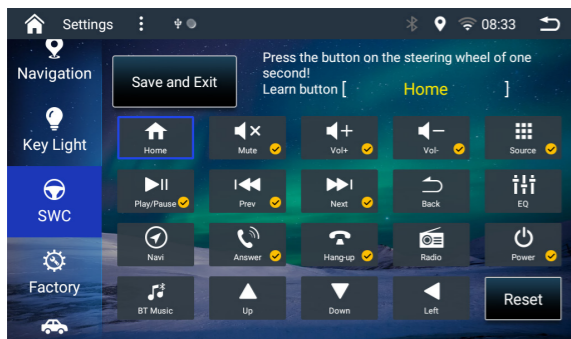 Settings
08:33
Navigation
Key Light
SWC
Factory
Save and Exit
Press the button on the steering wheel of one
second!
Learn button [ Home ]
Home
Mute
Vol+
Vol-
Source
Play/Pause
Prev
Next
Back
EQ
Navi
Answer
Hang-up
Radio
Power
BT Music
Up
Down
Left
Reset